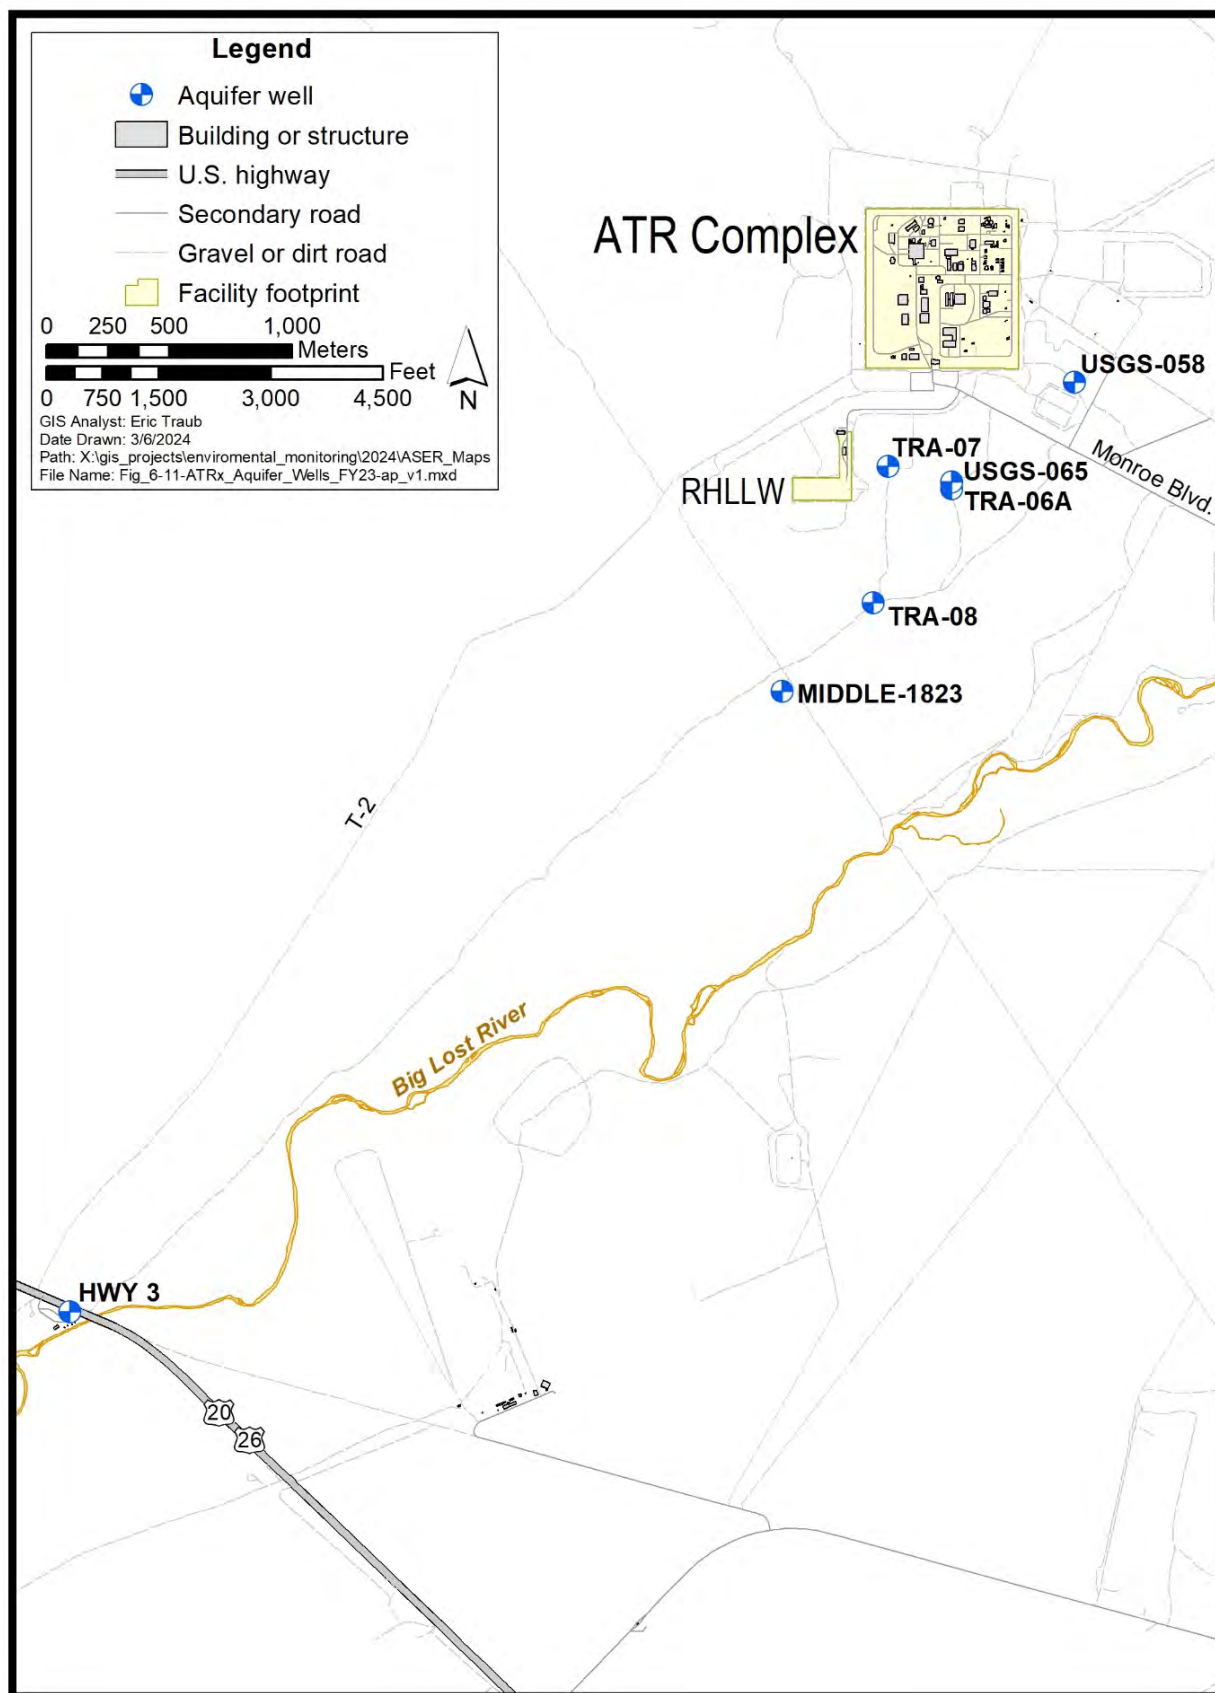 Legend
Aquifer well
Building or structure
U.S. highway
Secondary road
Gravel or dirt road
Facility footprint
0 250 500 1,000
Meters
Feet
0 750 1,500 3,000 4,500
N
GIS Analyst: Eric Traub
Date Drawn: 3/6/2024
Path: X:\gis_projects\enviromental_monitoring\2024\ASER_Maps
File Name: Fig_6-11-ATRx_Aquifer_Wells_FY23-ap_v1.mxd
ATR Complex
USGS-058
TRA-07
Monroe Blvd.
USGS-065
RHLLW
TRA-06A
TRA-08
MIDDLE-1823
T-2
Big Lost River
HWY 3
20
26